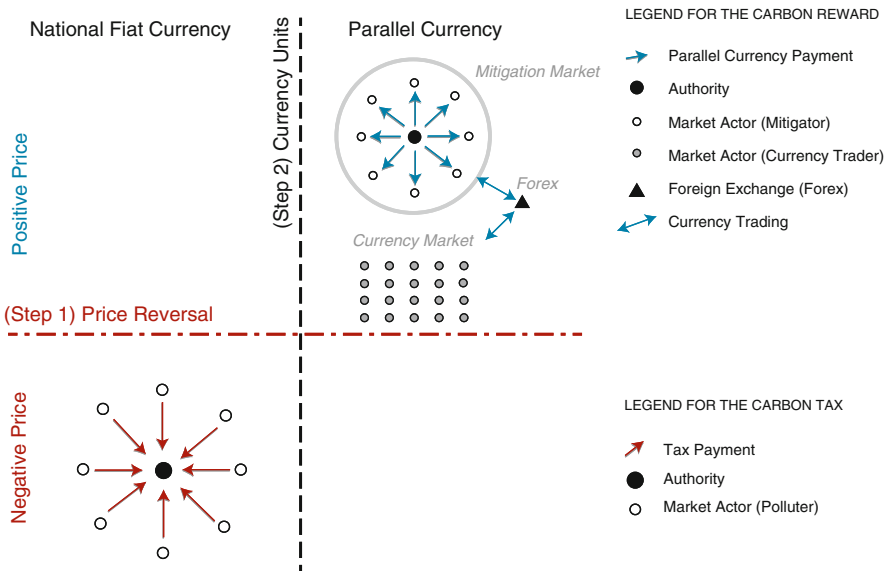 National Fiat Currency
Parallel Currency
(Step 2) Currency Units
Positive Price
Mitigation Market
Forex
Currency Market
(Step 1) Price Reversal
Negative Price
LEGEND FOR THE CARBON REWARD
Parallel Currency Payment
Authority
Market Actor (Mitigator)
Market Actor (Currency Trader)
Foreign Exchange (Forex)
Currency Trading
LEGEND FOR THE CARBON TAX
Tax Payment
Authority
Market Actor (Polluter)